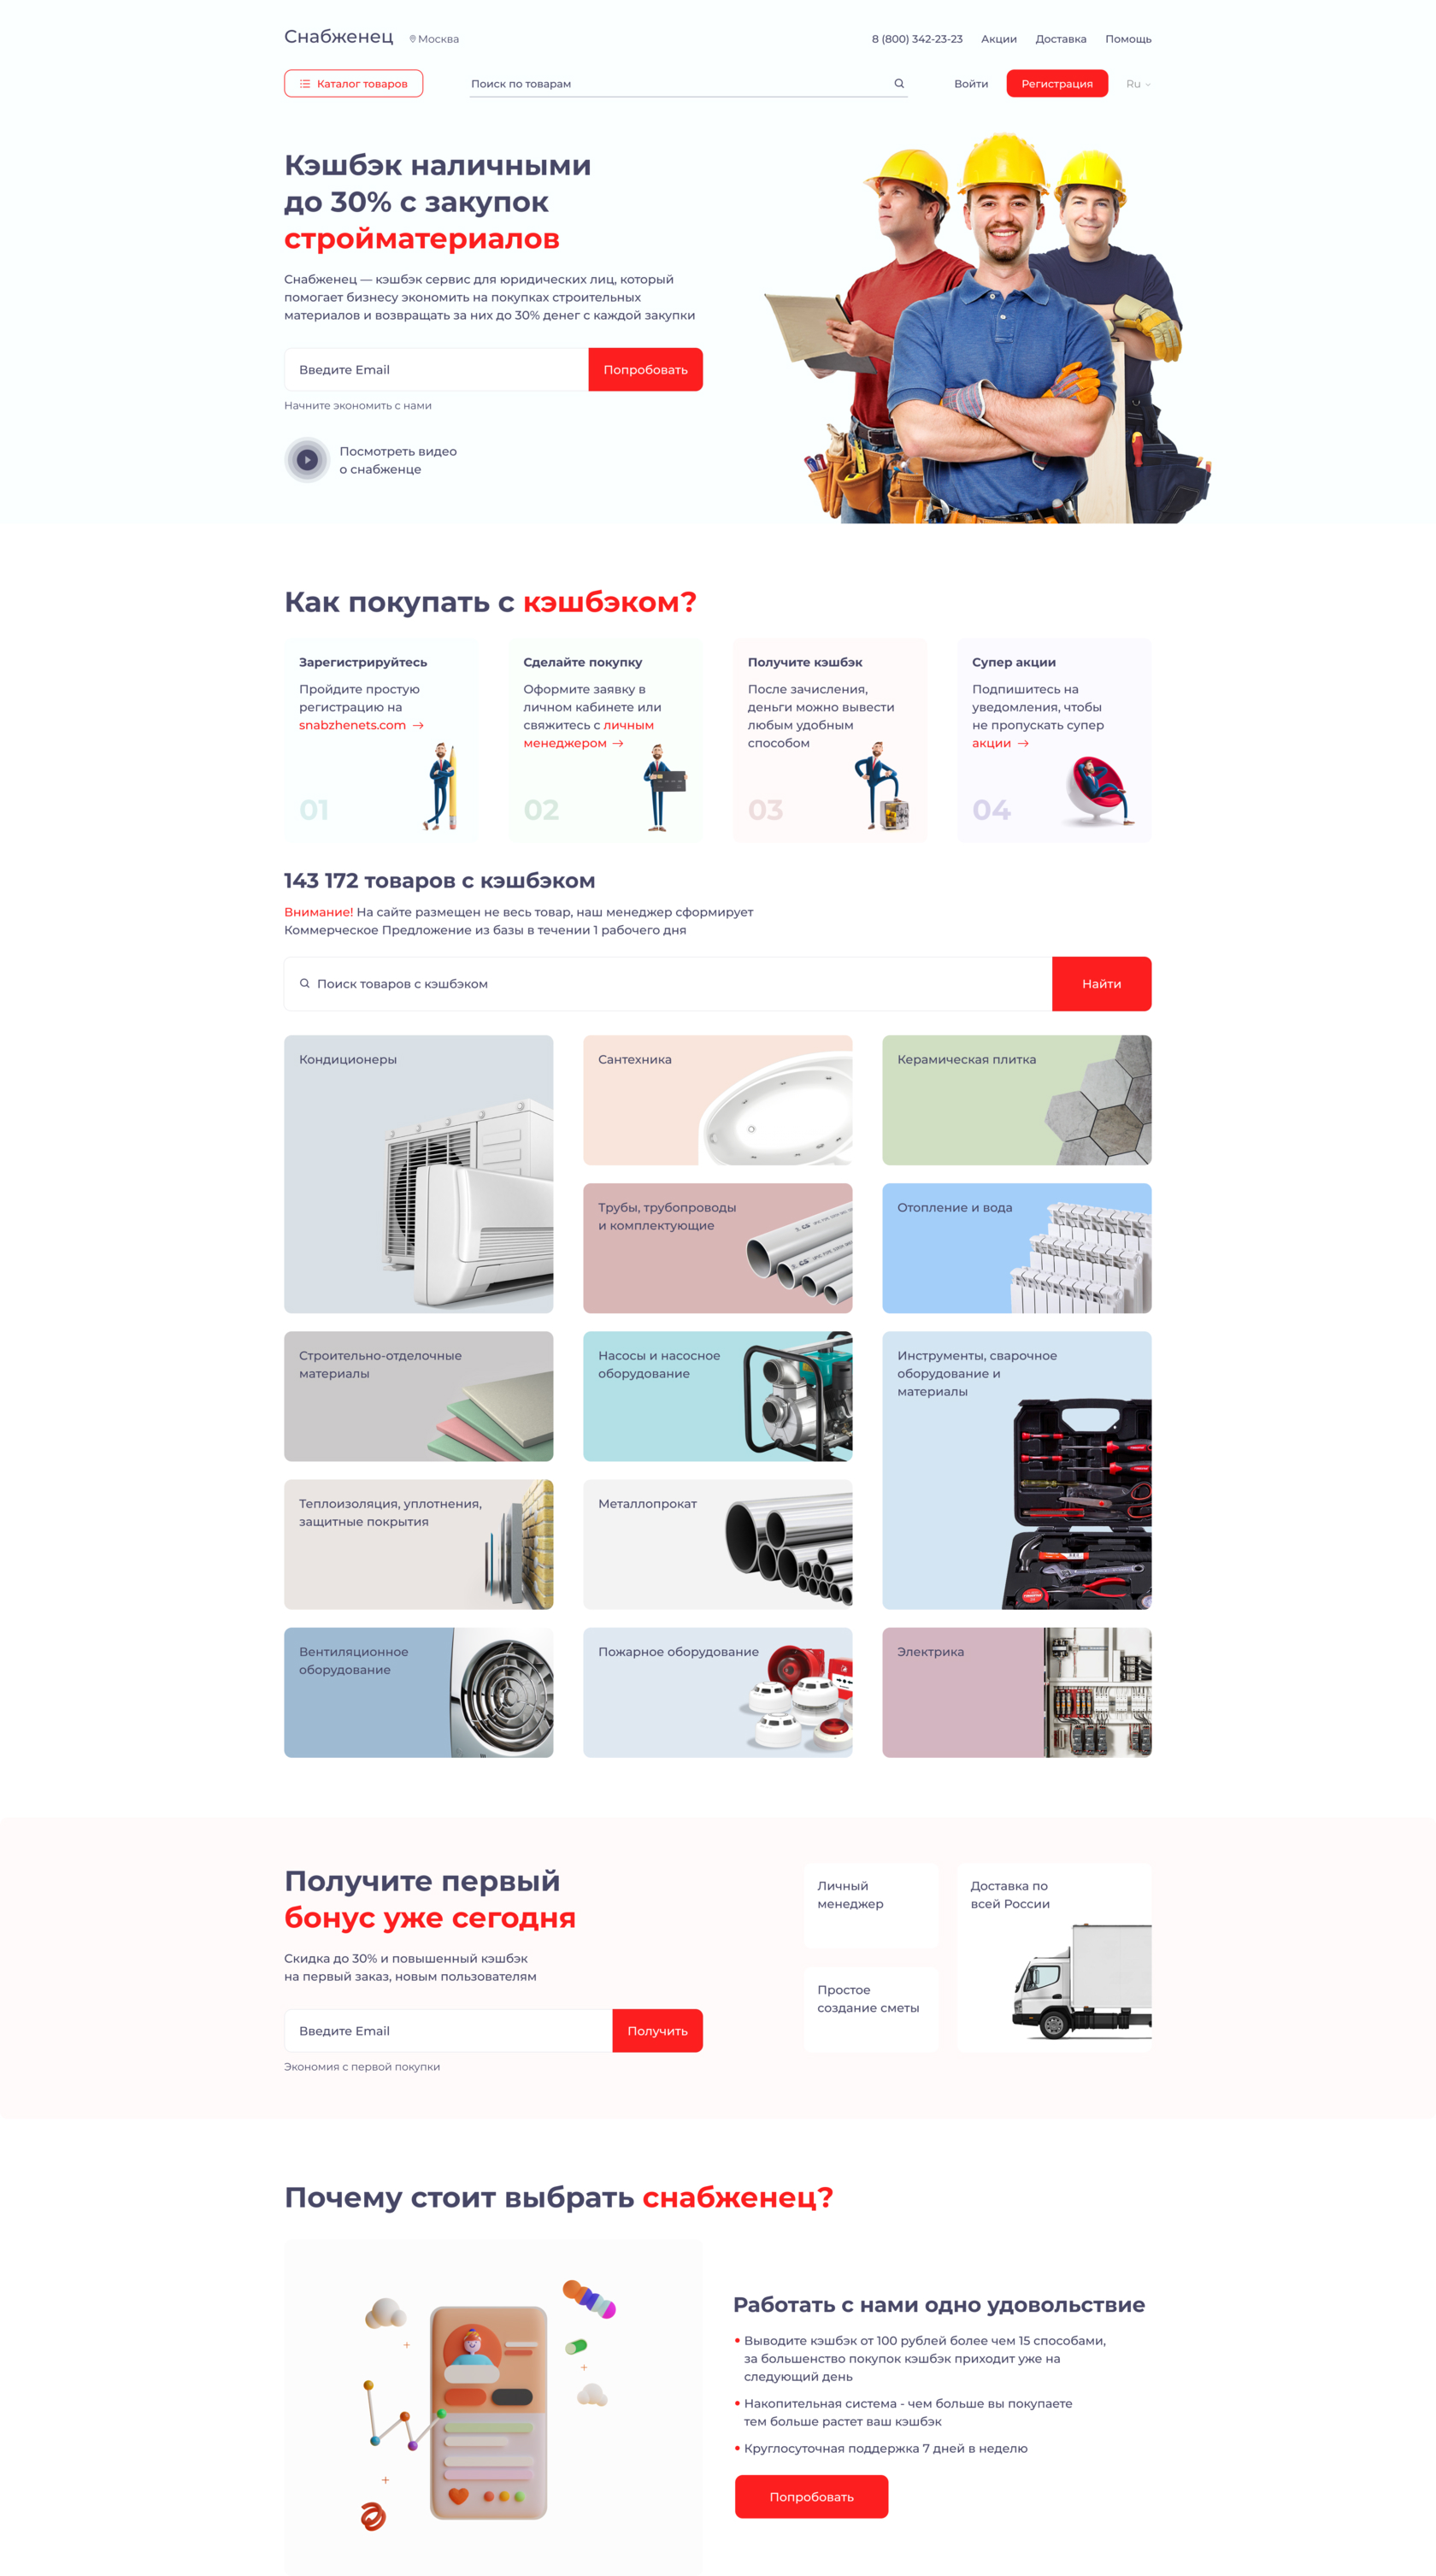 Снабженец
Москва
8 (800) 342-23-23
Акции
Доставка
Помощь
Каталог товаров
Поиск по товарам
Войти
Регистрация
Ru
Кэшбэк наличными
до 30% с закупок
стройматериалов
Снабженец — кэшбэк сервис для юридических лиц, который
помогает бизнесу экономить на покупках строительных
материалов и возвращать за них до 30% денег с каждой закупки
Введите Email
Попробовать
Начните экономить с нами
Посмотреть видео
о снабженце
Как покупать с кэшбэком?
Зарегистрируйтесь
Пройдите простую
регистрацию на
snabzhenets.com →
01
Сделайте покупку
Оформите заявку в
личном кабинете или
свяжитесь с личным
менеджером →
02
Получите кэшбэк
После зачисления,
деньги можно вывести
любым удобным
способом
03
Супер акции
Подпишитесь на
уведомления, чтобы
не пропускать супер
акции →
04
143 172 товаров с кэшбэком
Внимание! На сайте размещен не весь товар, наш менеджер сформирует
Коммерческое Предложение из базы в течении 1 рабочего дня
Поиск товаров с кэшбэком
Найти
Кондиционеры
Сантехника
Керамическая плитка
Трубы, трубопроводы
и комплектующие
Отопление и вода
Строительно-отделочные
материалы
Насосы и насосное
оборудование
Инструменты, сварочное
оборудование и
материалы
Теплоизоляция, уплотнения,
защитные покрытия
Металлопрокат
Вентиляционное
оборудование
Пожарное оборудование
Электрика
Получите первый
бонус уже сегодня
Скидка до 30% и повышенный кэшбэк
на первый заказ, новым пользователям
Введите Email
Получить
Экономия с первой покупки
Личный
менеджер
Простое
создание сметы
Доставка по
всей России
Почему стоит выбрать снабженец?
Работать с нами одно удовольствие
• Выводите кэшбэк от 100 рублей более чем 15 способами,
за большенство покупок кэшбэк приходит уже на
следующий день
• Накопительная система - чем больше вы покупаете
тем больше растет ваш кэшбэк
• Круглосуточная поддержка 7 дней в неделю
Попробовать